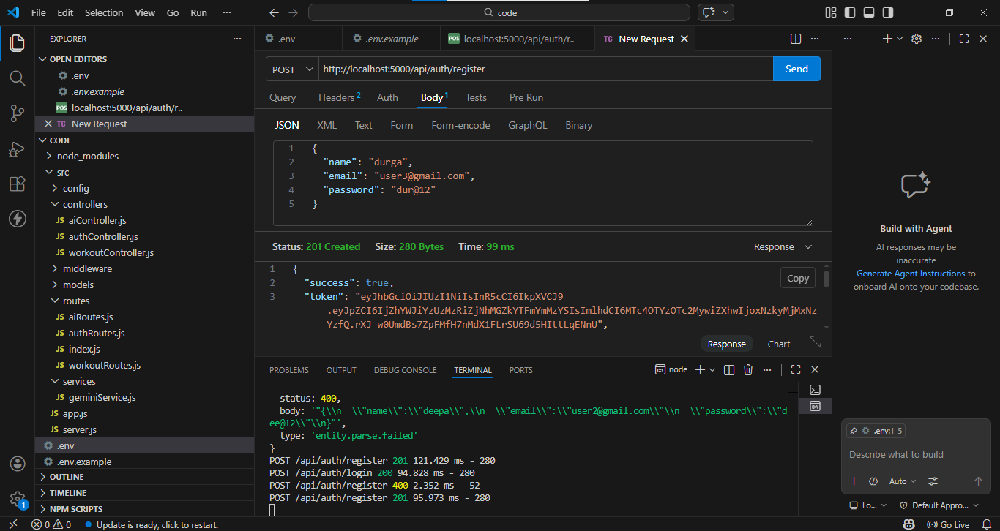 File Edit Selection View Go Run ··· code
EXPLORER ···
OPEN EDITORS
.env
.env.example
POS localhost:5000/api/auth/r..
TC New Request
CODE
node_modules
src
config
controllers
JS aiController.js
JS authController.js
JS workoutController.js
middleware
models
routes
JS aiRoutes.js
JS authRoutes.js
JS index.js
JS workoutRoutes.js
services
JS geminiService.js
JS app.js
JS server.js
.env
.env.example
OUTLINE
TIMELINE
NPM SCRIPTS
.env .env.example POS localhost:5000/api/auth/r.. TC New Request
POST http://localhost:5000/api/auth/register Send
Query Headers 2 Auth Body 1 Tests Pre Run
JSON XML Text Form Form-encode GraphQL Binary
1 {
2 "name": "durga",
3 "email": "user3@gmail.com",
4 "password": "dur@12"
5 }
Status: 201 Created Size: 280 Bytes Time: 99 ms Response
1 {
2 "success": true,
3 "token": "eyJhbGciOiJIUzI1NiIsInR5cCI6IkpXVCJ9
.eyJpZCI6IjZhYWJiYzUzMzRiZjNhMGZkYTFmYmMzYSIsImlhdCI6MTc4OTYzOTc2MywiZXhwIjoxNzkyMjMxNz
YzfQ.rXJ-w0UmdBs7ZpFMfH7nMdX1FLrSU69d5HIttLqENnU",
Copy
Response Chart
PROBLEMS OUTPUT DEBUG CONSOLE TERMINAL PORTS node
status: 400,
body: '"{\\n  \\"name\\":\\"deepa\\",\\n  \\"email\\":\\"user2@gmail.com\\"\\n  \\"password\\":\\"d
ee@12\\"\\n}"',
type: 'entity.parse.failed'
}
POST /api/auth/register 201 121.429 ms - 280
POST /api/auth/login 200 94.828 ms - 280
POST /api/auth/register 400 2.352 ms - 52
POST /api/auth/register 201 95.973 ms - 280
Build with Agent
AI responses may be
inaccurate
Generate Agent Instructions to
onboard AI onto your codebase.
.env:1-5
Describe what to build
Auto
Lo... Default Appro...
1
0 0 Update is ready, click to restart. Go Live